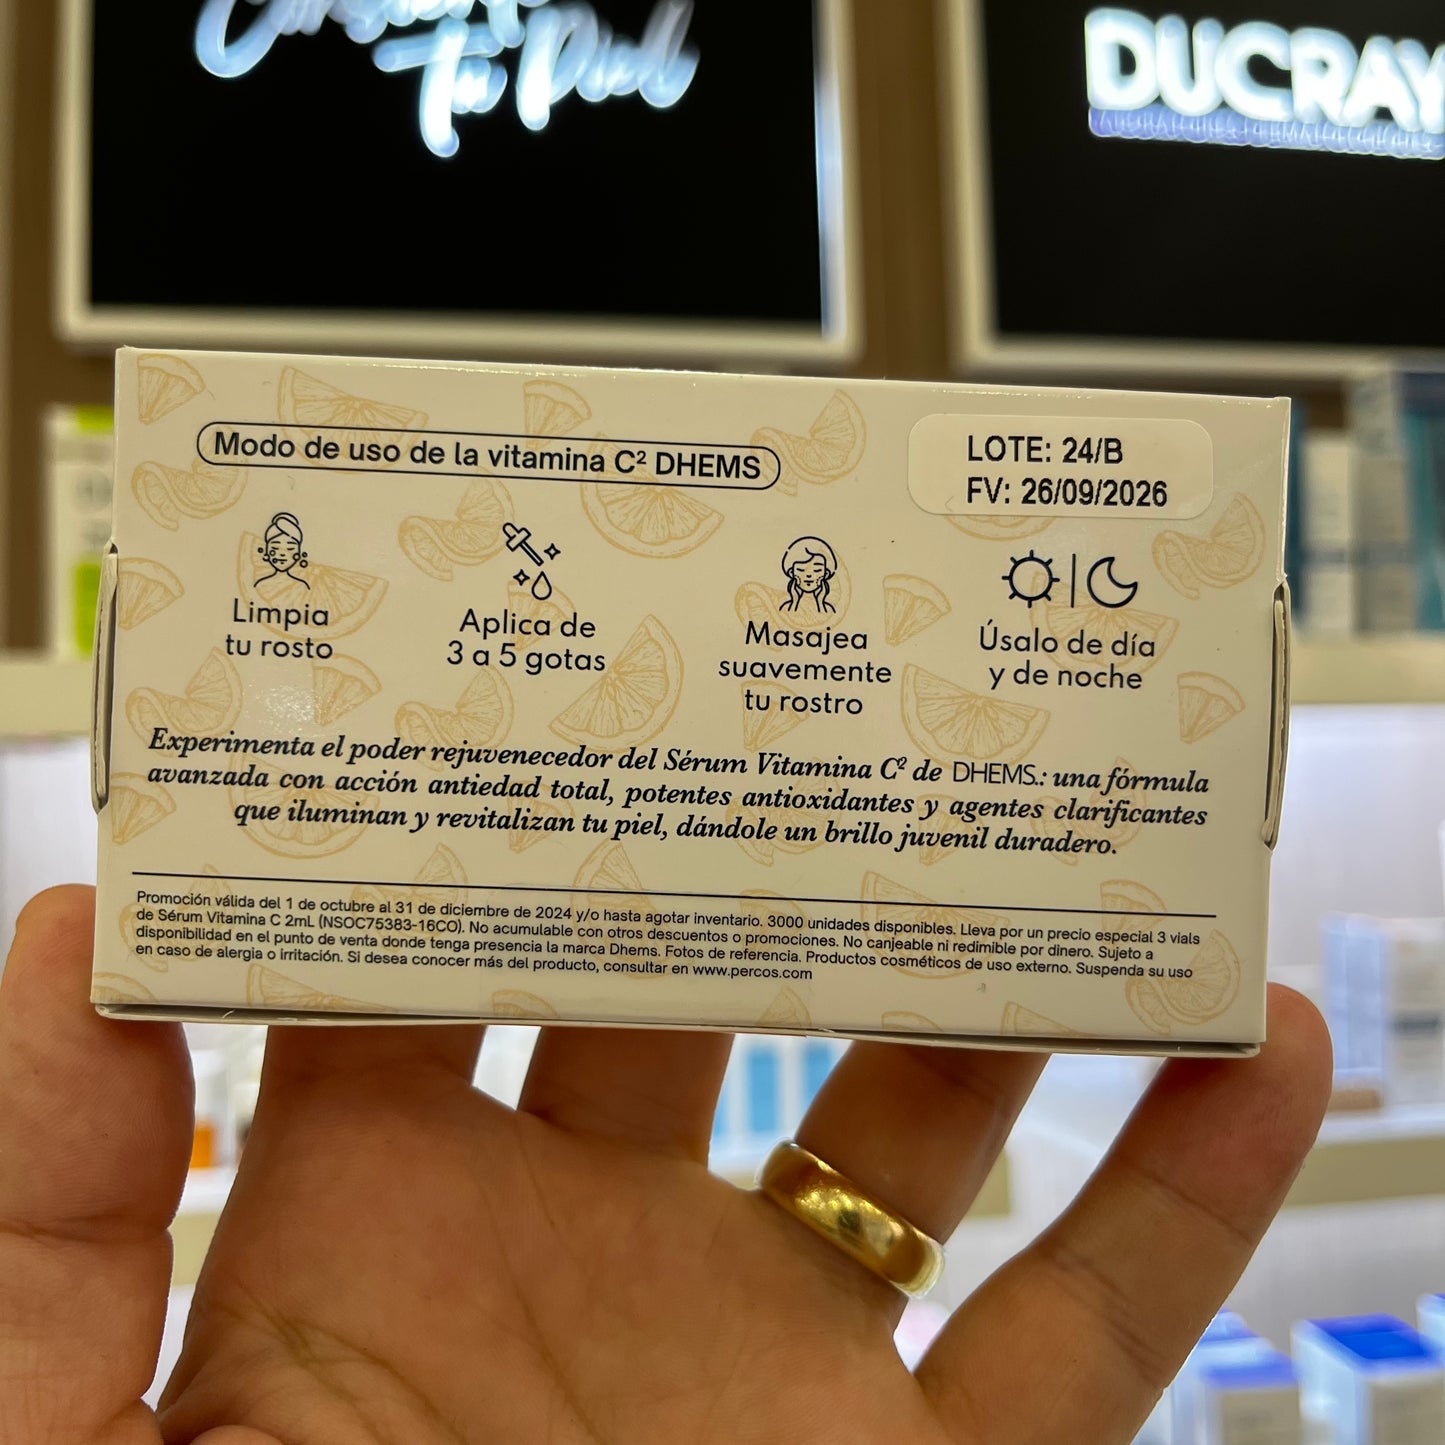 Tu Piel
DUCRAY
Modo de uso de la vitamina C² DHEMS
LOTE: 24/B
FV: 26/09/2026
Limpia
tu rosto
Aplica de
3 a 5 gotas
Masajea
suavemente
tu rostro
Úsalo de día
y de noche
Experimenta el poder rejuvenecedor del Sérum Vitamina C² de DHEMS.: una fórmula
avanzada con acción antiedad total, potentes antioxidantes y agentes clarificantes
que iluminan y revitalizan tu piel, dándole un brillo juvenil duradero.
Promoción válida del 1 de octubre al 31 de diciembre de 2024 y/o hasta agotar inventario. 3000 unidades disponibles. Lleva por un precio especial 3 vials
de Sérum Vitamina C 2mL (NSOC75383-16CO). No acumulable con otros descuentos o promociones. No canjeable ni redimible por dinero. Sujeto a
disponibilidad en el punto de venta donde tenga presencia la marca Dhems. Fotos de referencia. Productos cosméticos de uso externo. Suspenda su uso
en caso de alergia o irritación. Si desea conocer más del producto, consultar en www.percos.com